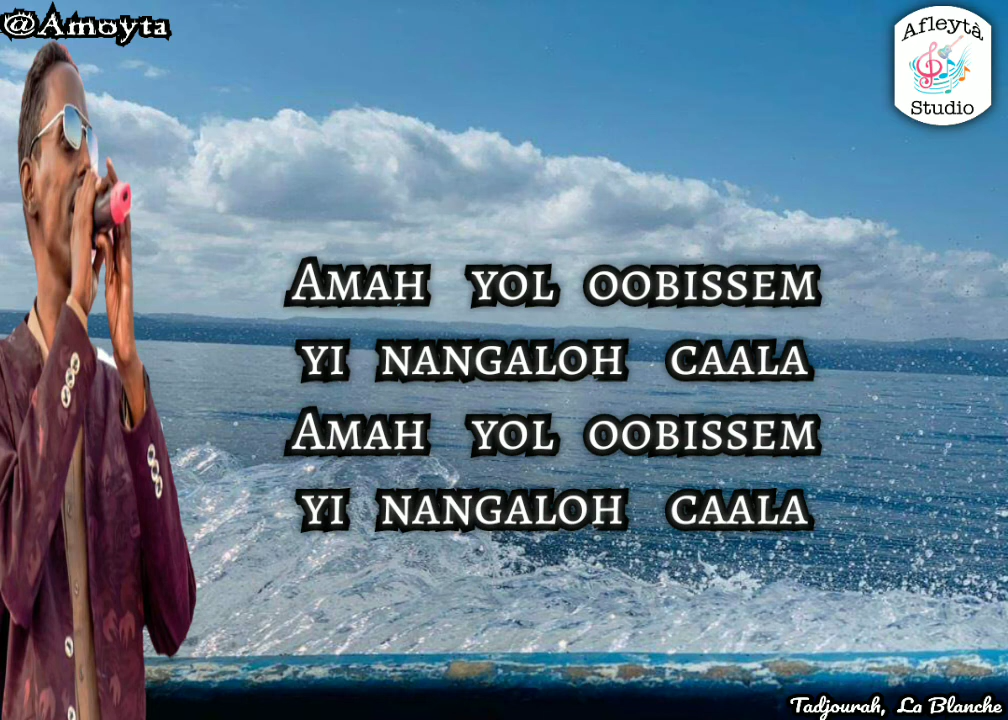 @Amoyta
Afleytà
Studio
Amah yol oobissem
yi nangaloh caala
Amah yol oobissem
yi nangaloh caala
Tadjourah, La Blanche